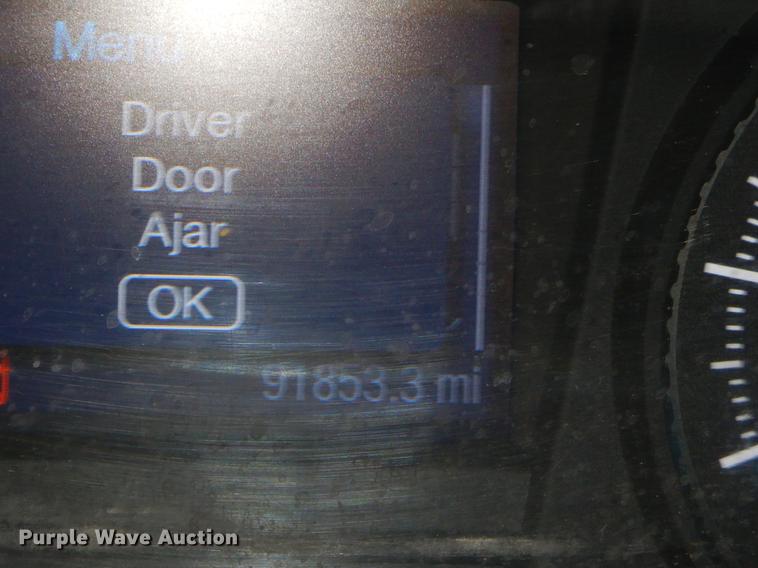 Menu
Driver
Door
Ajar
OK
91853.3 mi
Purple Wave Auction